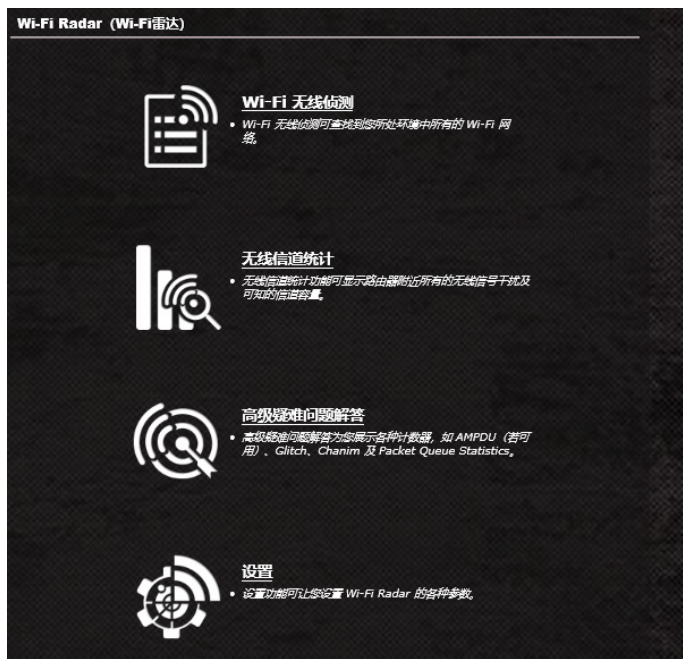 Wi-Fi Radar (Wi-Fi雷达)
Wi-Fi 无线侦测
• Wi-Fi 无线侦测可查找到您所处环境中所有的 Wi-Fi 网
络。
无线信道统计
• 无线信道统计功能可显示路由器附近所有的无线信号干扰及
可知的信道容量。
高级疑难问题解答
• 高级疑难问题解答为您展示各种计数器，如 AMPDU（若可
用）、Glitch、Chanim 及 Packet Queue Statistics。
设置
• 设置功能可让您设置 Wi-Fi Radar 的各种参数。